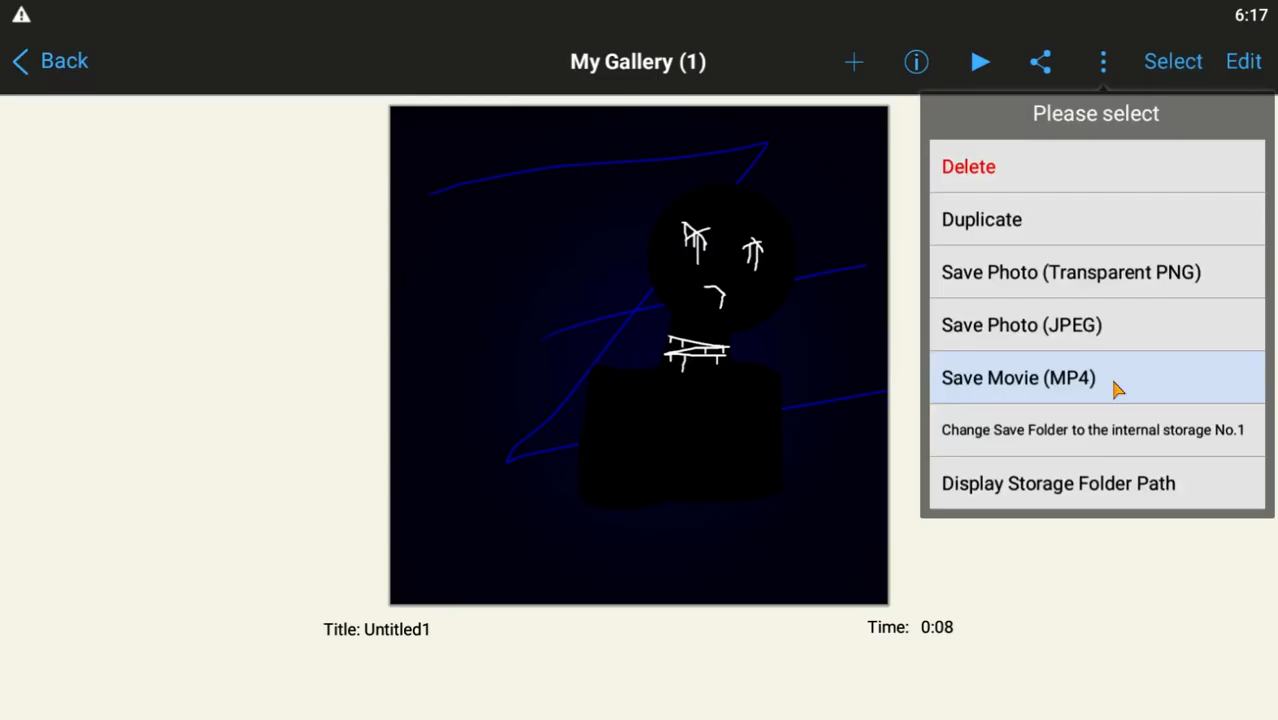 6:17
Back
My Gallery (1)
Select
Edit
Please select
Delete
Duplicate
Save Photo (Transparent PNG)
Save Photo (JPEG)
Save Movie (MP4)
Change Save Folder to the internal storage No.1
Display Storage Folder Path
Title: Untitled1
Time: 0:08